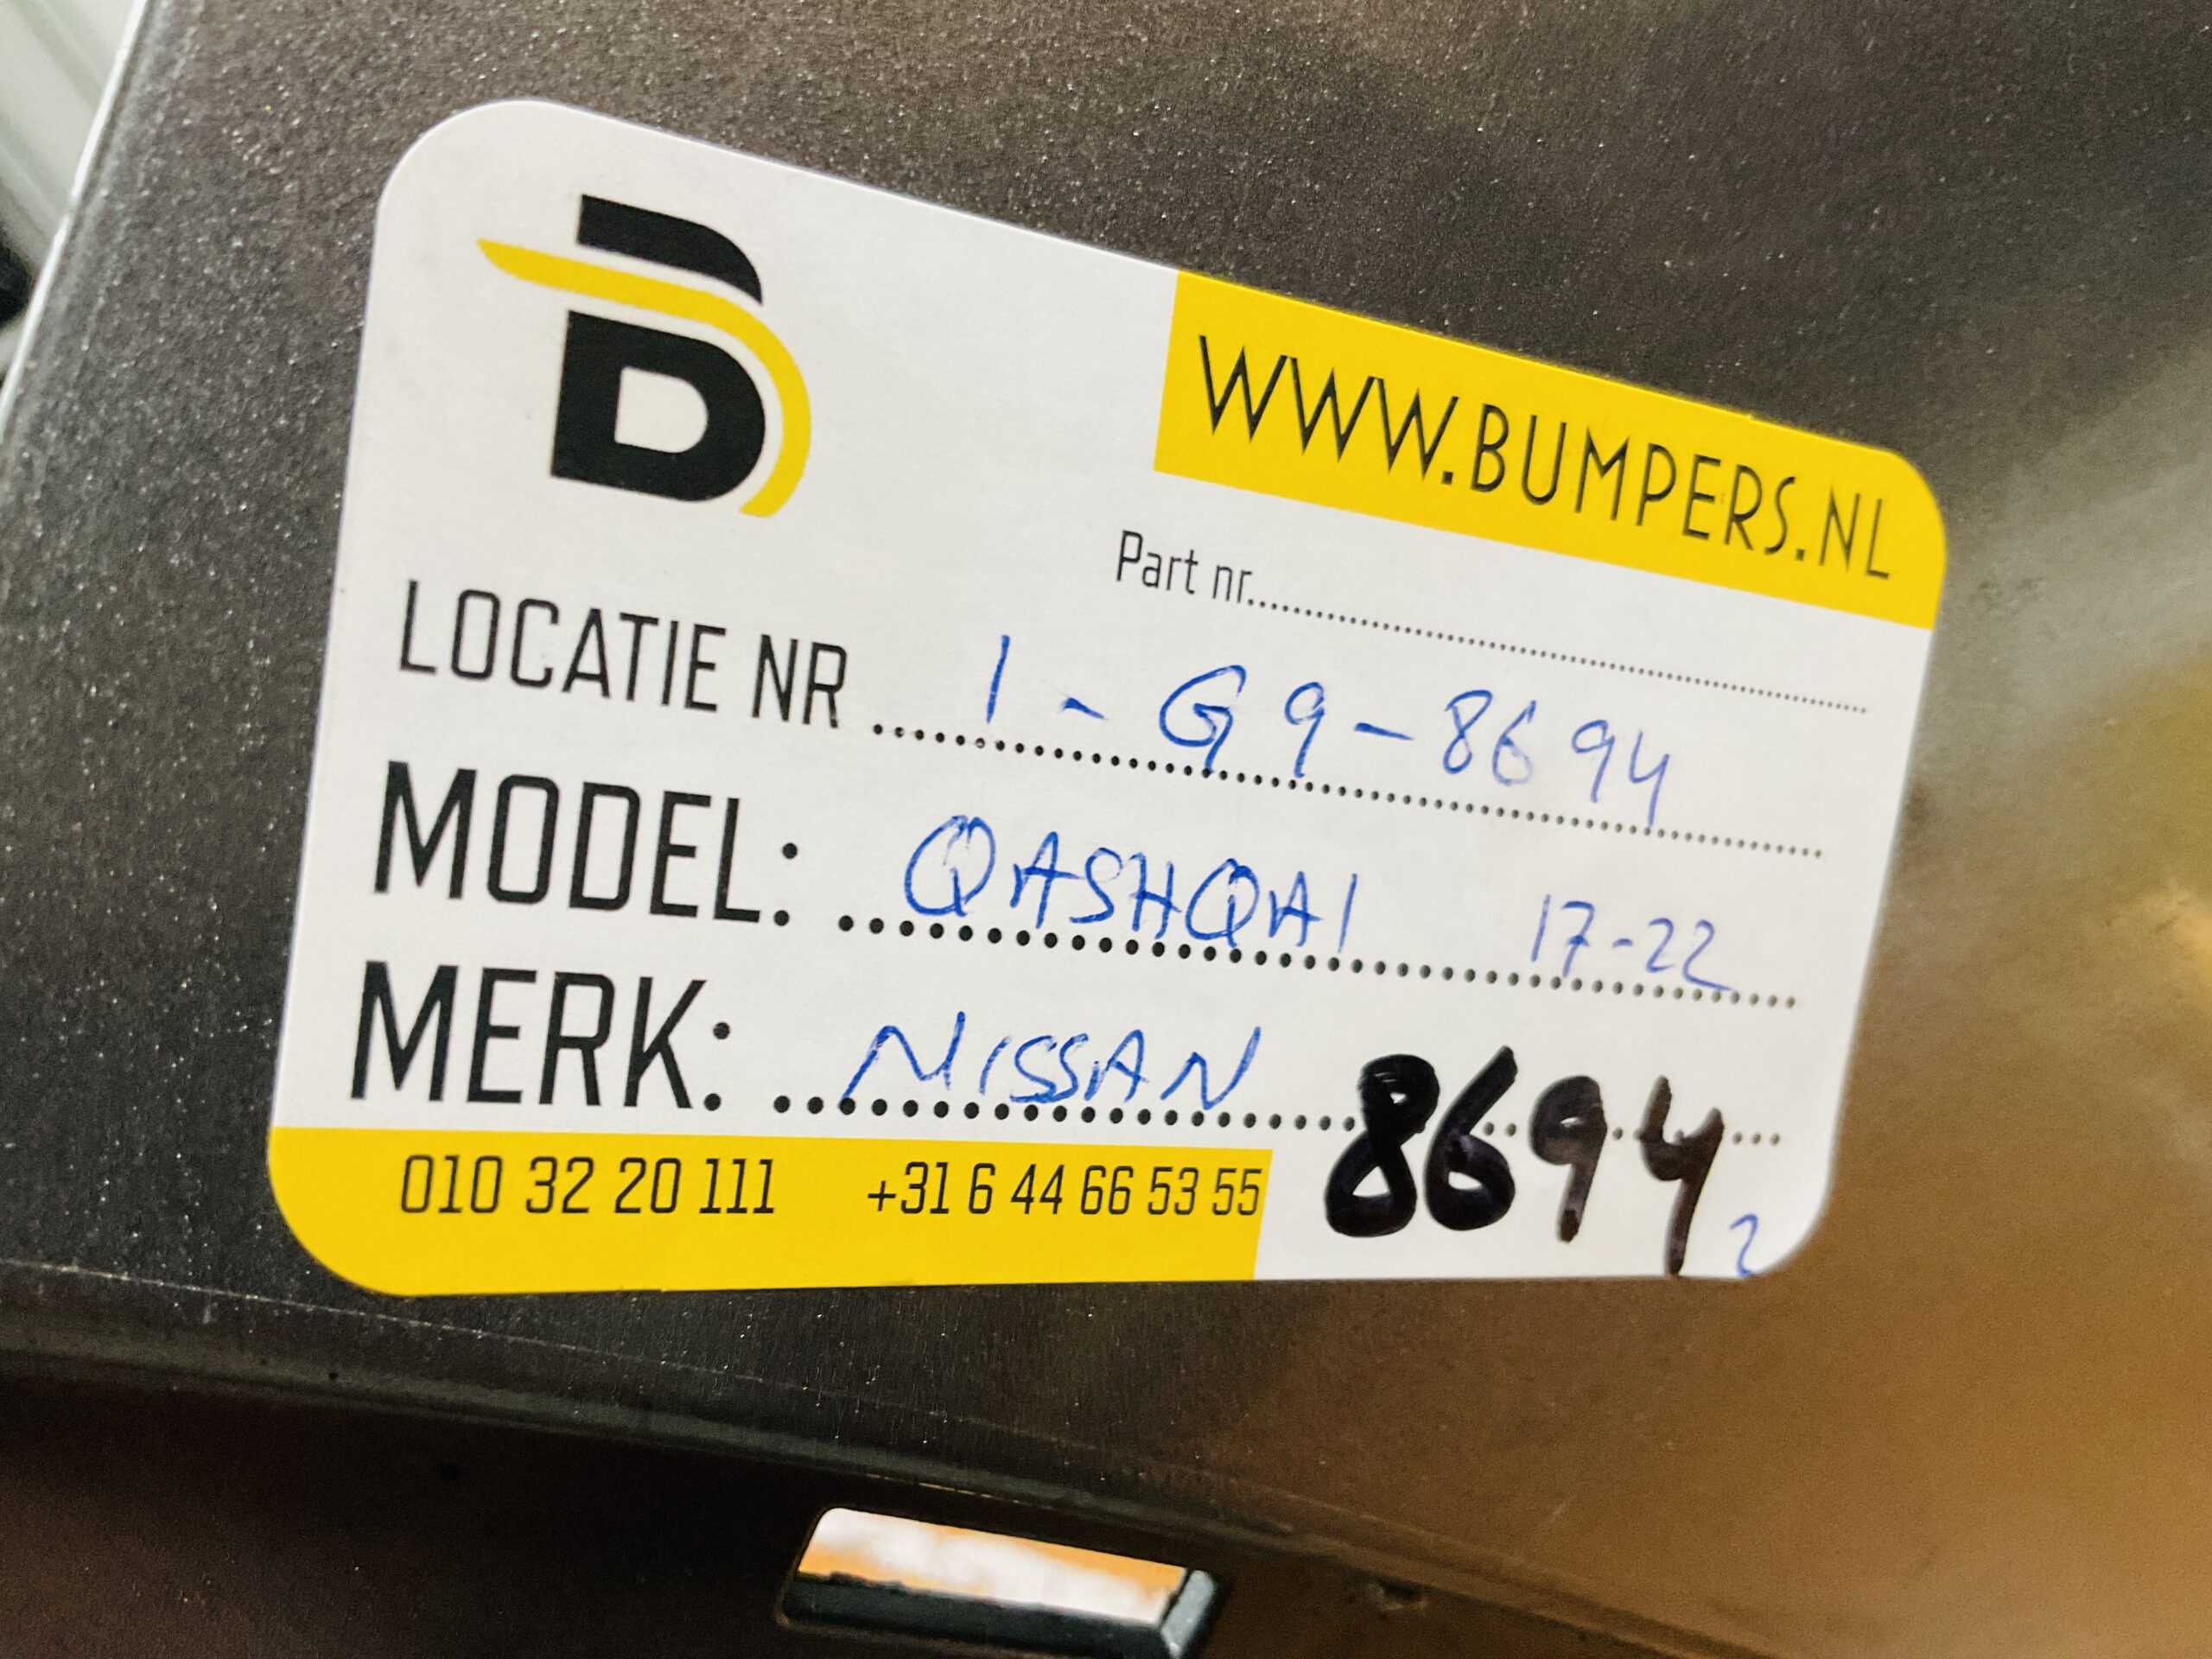 B
WWW.BUMPERS.NL
Part nr.
LOCATIE NR 1-G9-8694
MODEL: QASHQAI 17-22
MERK: NISSAN
8694
010 32 20 111 +31 6 44 66 53 55
2